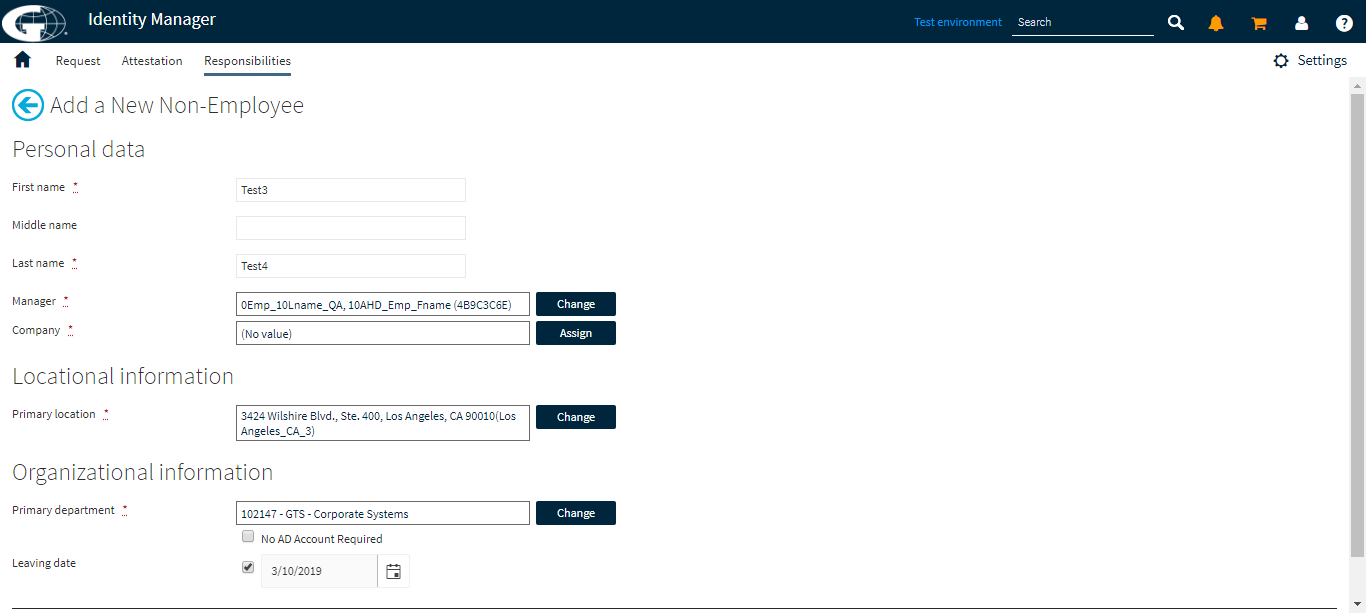 Identity Manager
Test environment
Search
Request
Attestation
Responsibilities
Settings
Add a New Non-Employee
Personal data
First name *
Test3
Middle name
Last name *
Test4
Manager *
0Emp_10Lname_QA, 10AHD_Emp_Fname (4B9C3C6E)
Change
Company *
(No value)
Assign
Locational information
Primary location *
3424 Wilshire Blvd., Ste. 400, Los Angeles, CA 90010(Los
Angeles_CA_3)
Change
Organizational information
Primary department *
102147 - GTS - Corporate Systems
Change
No AD Account Required
Leaving date
3/10/2019